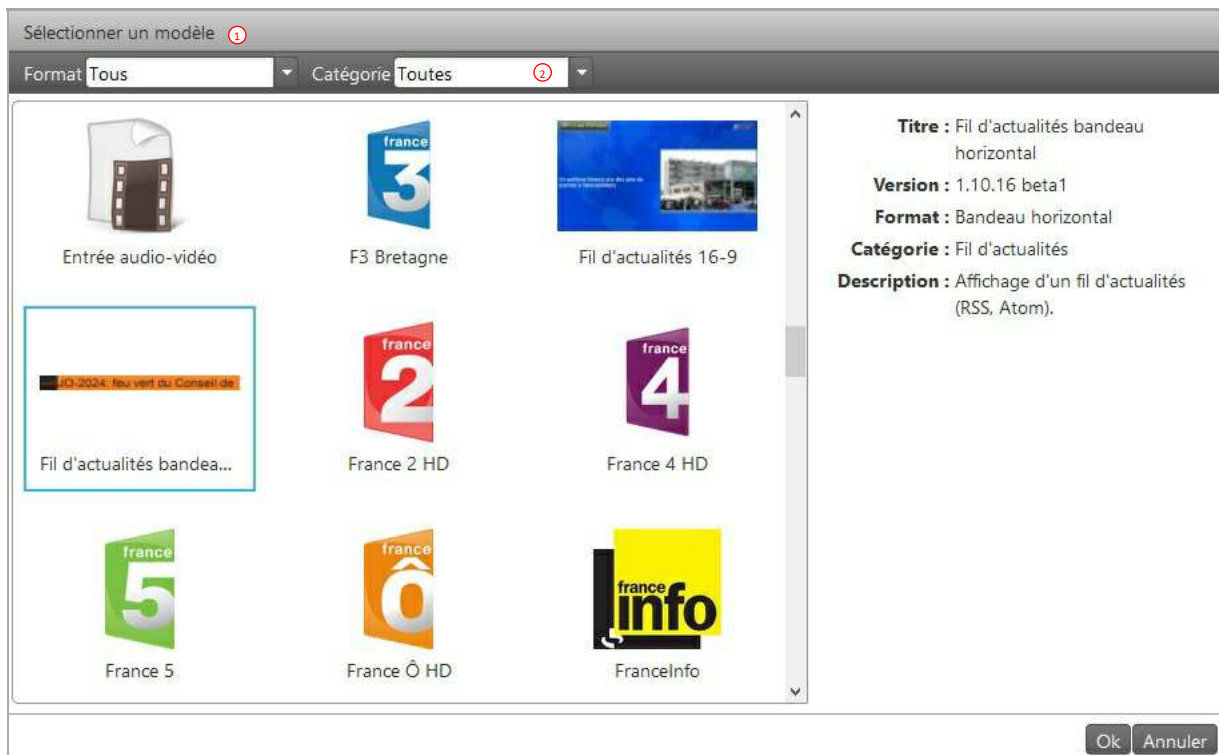 Sélectionner un modèle 1
Format Tous Catégorie Toutes 2
france
3
Entrée audio-vidéo F3 Bretagne Fil d'actualités 16-9
JO-2024: feu vert du Conseil de
france
2
france
4
Fil d'actualités bandea... France 2 HD France 4 HD
france
5
france
ô
france
info
France 5 France Ô HD FranceInfo
Titre : Fil d'actualités bandeau
horizontal
Version : 1.10.16 beta1
Format : Bandeau horizontal
Catégorie : Fil d'actualités
Description : Affichage d'un fil d'actualités
(RSS, Atom).
Ok Annuler